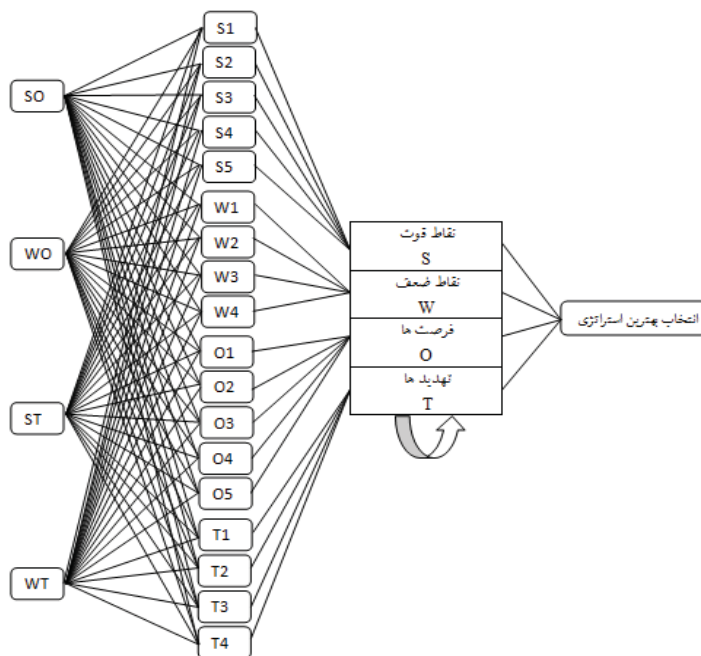 SO
WO
ST
WT
S1
S2
S3
S4
S5
W1
W2
W3
W4
O1
O2
O3
O4
O5
T1
T2
T3
T4
نقاط قوت
S
نقاط ضعف
W
فرصت ها
O
تهدید ها
T
انتخاب بهترین استراتژی